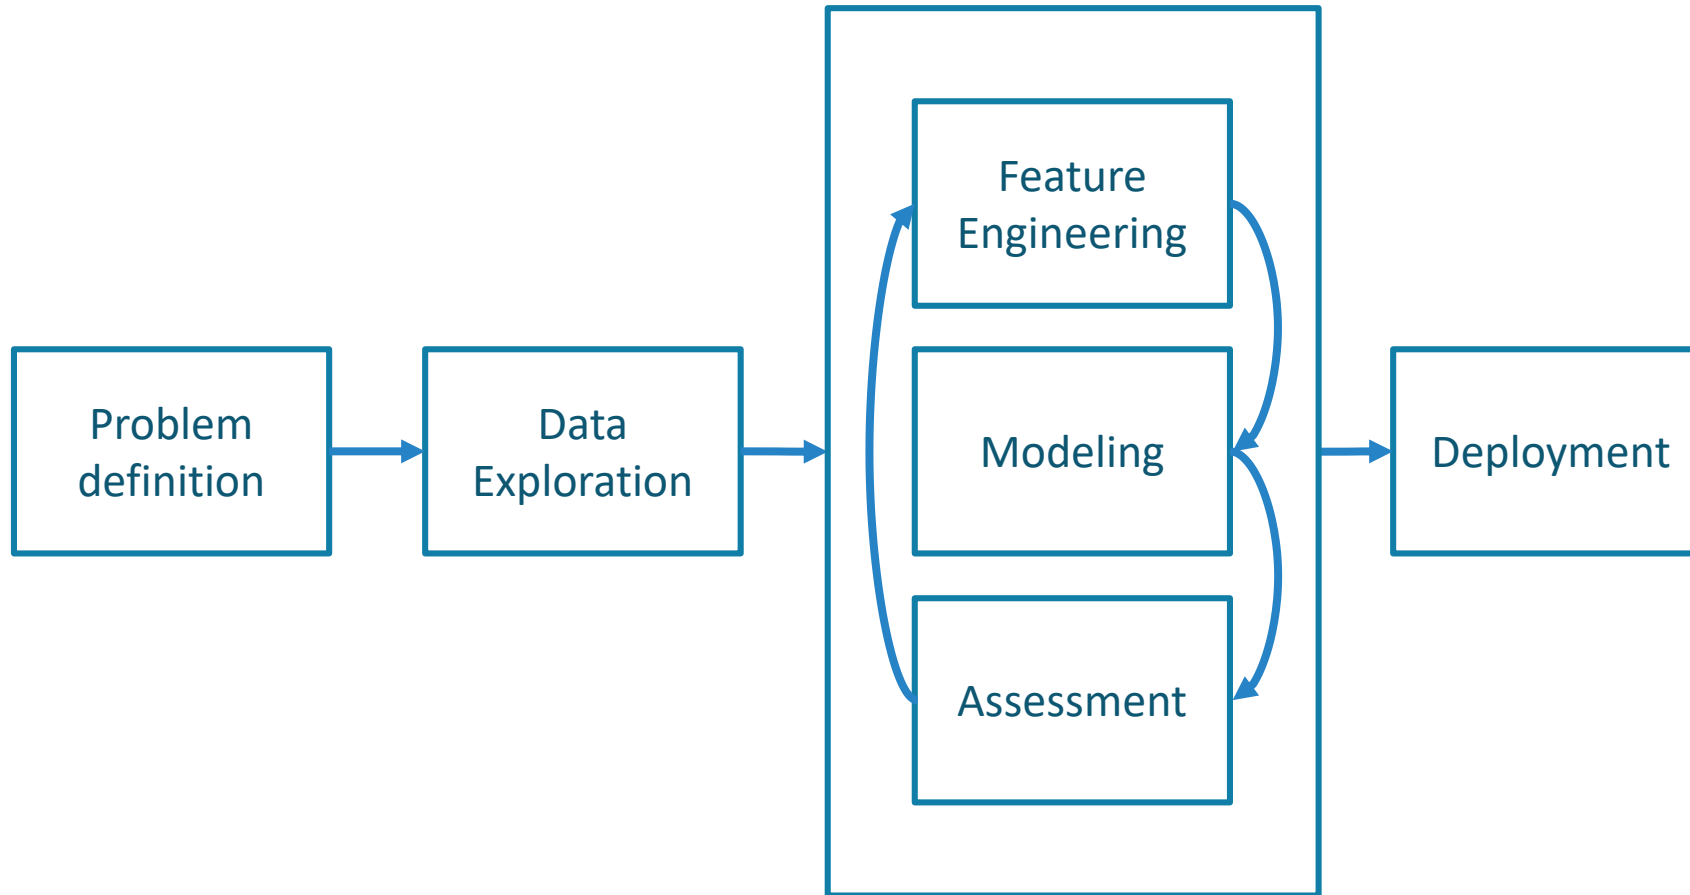 Problem
definition
Data
Exploration
Feature
Engineering
Modeling
Assessment
Deployment